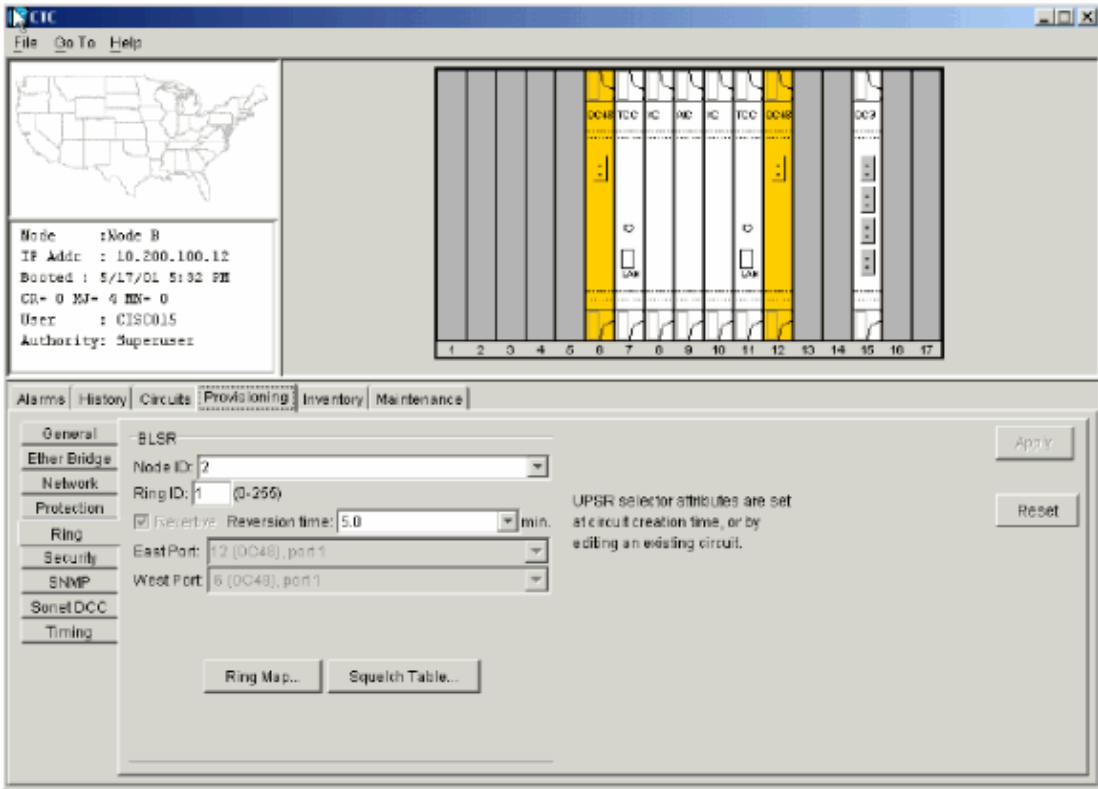 CTC
File Go To Help
OC48 TCC XC AIC XC TCC OC48 OC3
LAN LAN
1 2 3 4 5 6 7 8 9 10 11 12 13 14 15 16 17
Node :Node B
IP Addr : 10.200.100.12
Booted : 5/17/01 5:32 PM
CR- 0 MJ- 4 MN- 0
User : CISCO15
Authority: Superuser
Alarms History Circuits Provisioning Inventory Maintenance
General
Ether Bridge
Network
Protection
Ring
Security
SNMP
Sonet DCC
Timing
BLSR
Node ID: 2
Ring ID: 1 (0-255)
Revertive Reversion time: 5.0 min.
East Port: 12 (OC48), port 1
West Port: 6 (OC48), port 1
Ring Map... Squelch Table...
UPSR selector attributes are set
at circuit creation time, or by
editing an existing circuit.
Apply
Reset